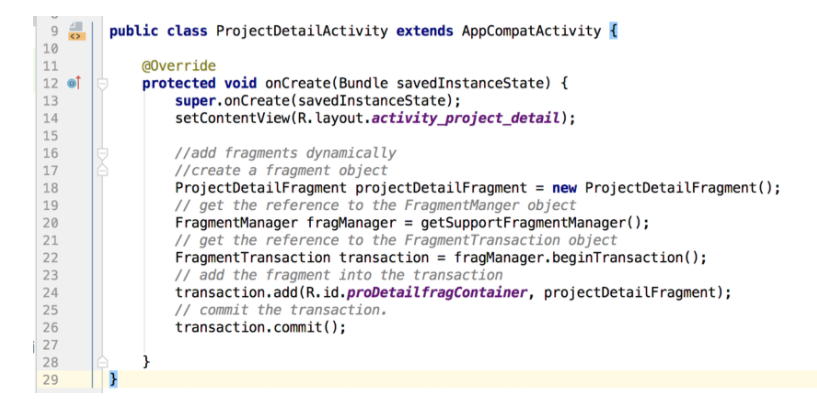 9 public class ProjectDetailActivity extends AppCompatActivity {
10
11 @Override
12 protected void onCreate(Bundle savedInstanceState) {
13 super.onCreate(savedInstanceState);
14 setContentView(R.layout.activity_project_detail);
15
16 //add fragments dynamically
17 //create a fragment object
18 ProjectDetailFragment projectDetailFragment = new ProjectDetailFragment();
19 // get the reference to the FragmentManger object
20 FragmentManager fragManager = getSupportFragmentManager();
21 // get the reference to the FragmentTransaction object
22 FragmentTransaction transaction = fragManager.beginTransaction();
23 // add the fragment into the transaction
24 transaction.add(R.id.proDetailfragContainer, projectDetailFragment);
25 // commit the transaction.
26 transaction.commit();
27
28 }
29 }